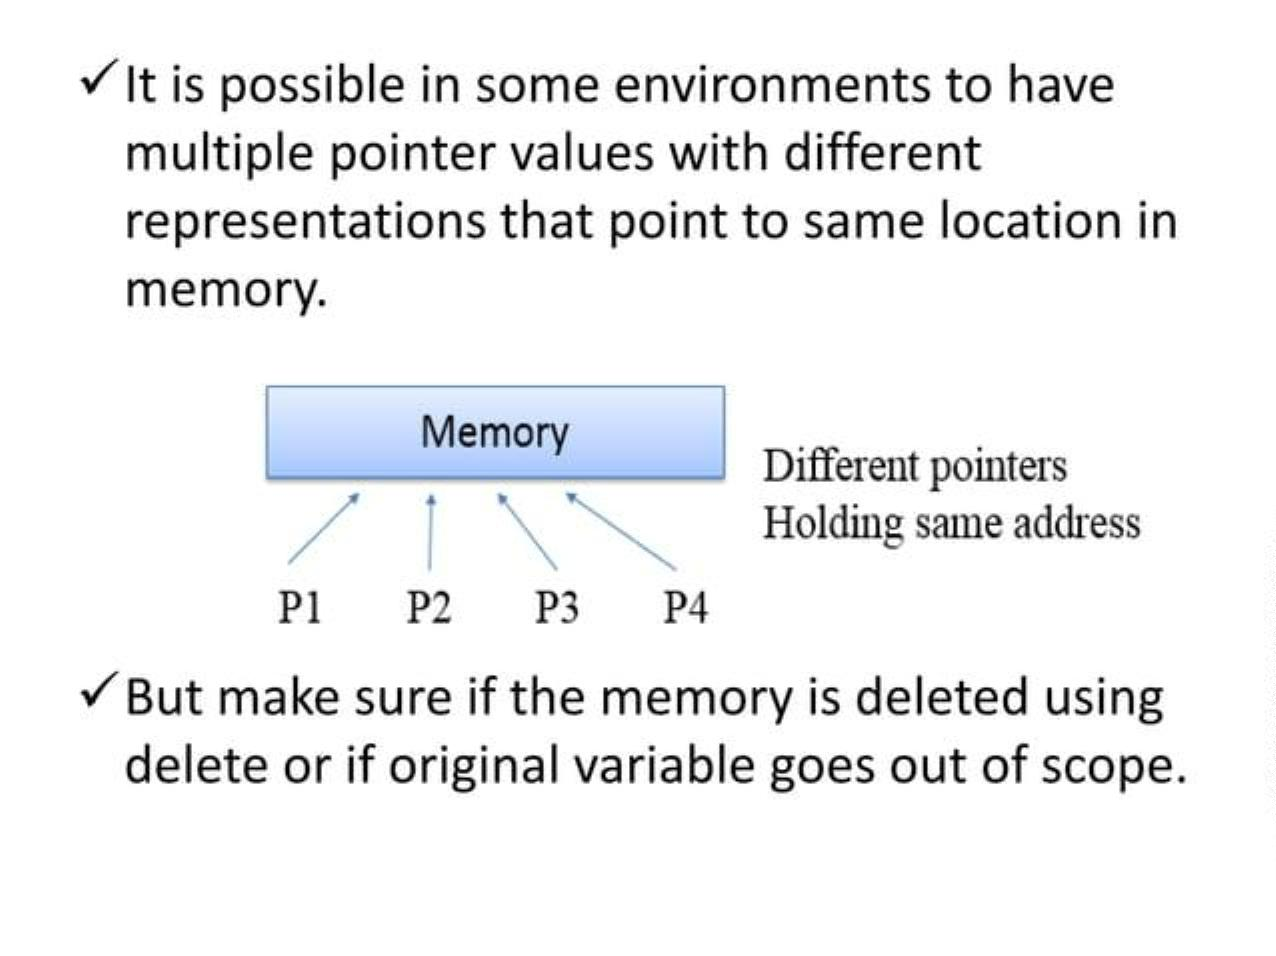 ✓ It is possible in some environments to have
multiple pointer values with different
representations that point to same location in
memory.
Memory
Different pointers
Holding same address
P1 P2 P3 P4
✓ But make sure if the memory is deleted using
delete or if original variable goes out of scope.